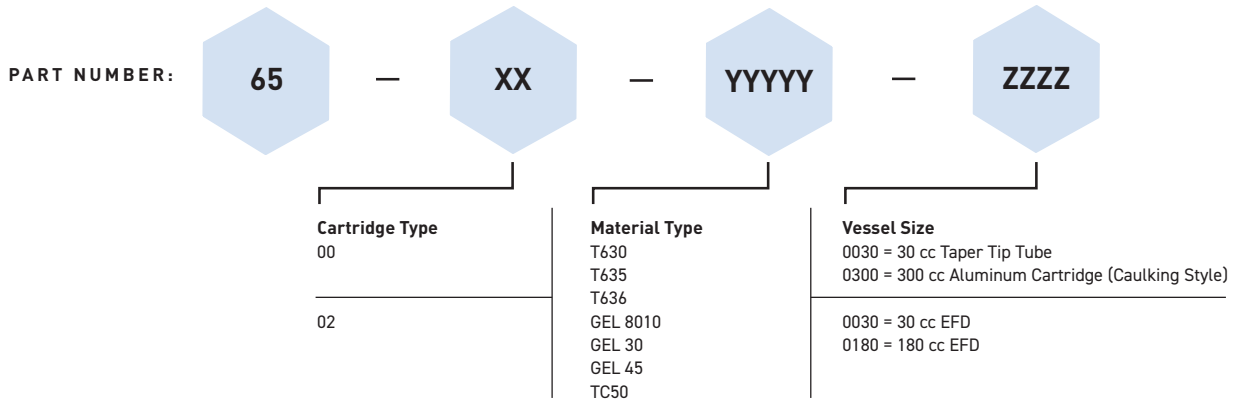 PART NUMBER:
65 — XX — YYYYY — ZZZZ
Cartridge Type
00
02
Material Type
T630
T635
T636
GEL 8010
GEL 30
GEL 45
TC50
Vessel Size
0030 = 30 cc Taper Tip Tube
0300 = 300 cc Aluminum Cartridge (Caulking Style)
0030 = 30 cc EFD
0180 = 180 cc EFD